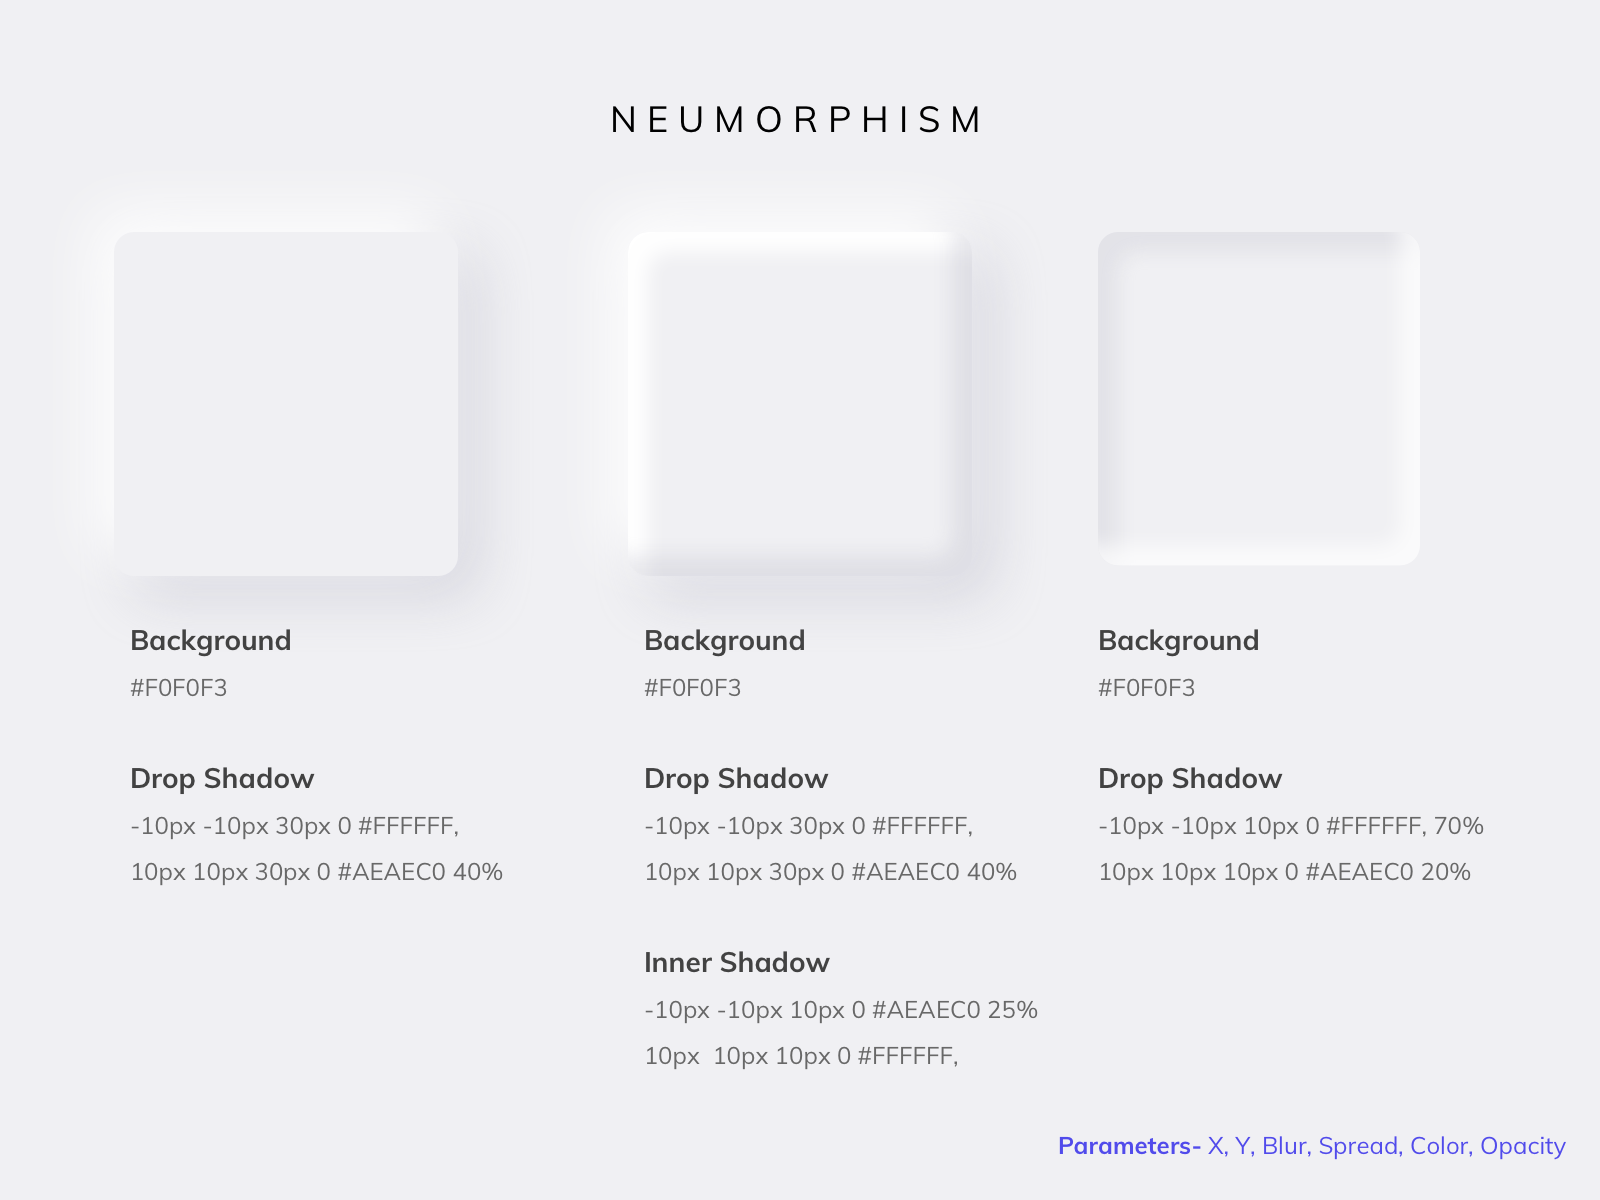 NEUMORPHISM
Background
#F0F0F3
Drop Shadow
-10px -10px 30px 0 #FFFFFF,
10px 10px 30px 0 #AEAEC0 40%
Background
#F0F0F3
Drop Shadow
-10px -10px 30px 0 #FFFFFF,
10px 10px 30px 0 #AEAEC0 40%
Inner Shadow
-10px -10px 10px 0 #AEAEC0 25%
10px  10px 10px 0 #FFFFFF,
Background
#F0F0F3
Drop Shadow
-10px -10px 10px 0 #FFFFFF, 70%
10px 10px 10px 0 #AEAEC0 20%
Parameters- X, Y, Blur, Spread, Color, Opacity